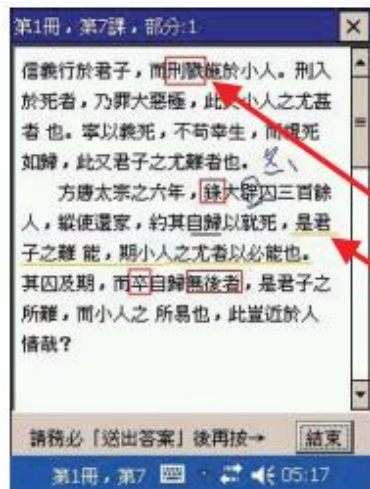 第1冊，第7課，部分:1
信義行於君子，而刑戮施於小人。刑入
於死者，乃罪大惡極，此又小人之尤甚
者 也。寧以義死，不苟幸生，而視死
如歸，此又君子之尤難者也。
方唐太宗之六年，錄大辟囚三百餘
人，縱使還家，約其自歸以就死，是君
子之難 能，期小人之尤者以必能也。
其囚及期，而卒自歸無後者，是君子之
所難，而小人之 所易也，此豈近於人
情哉？
請務必「送出答案」後再按→ 結束
第1冊，第7 05:17